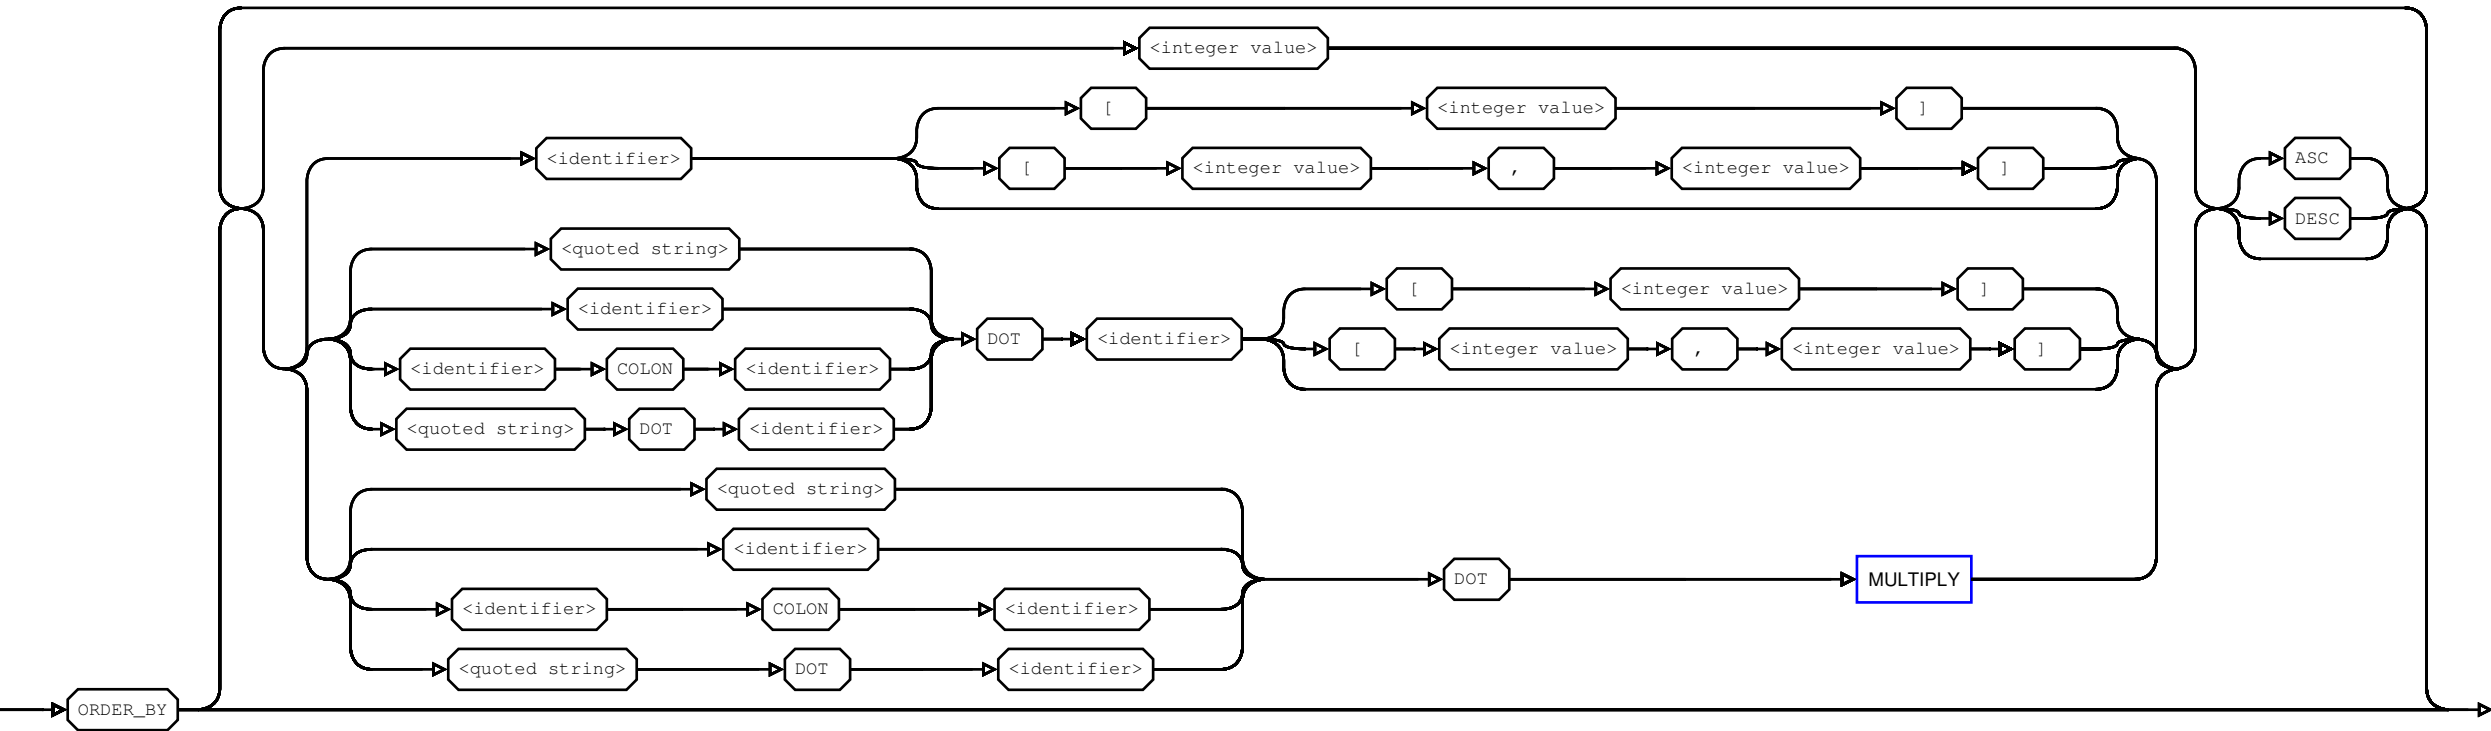 <integer value>
[ <integer value> ]
<identifier> ASC
[ <integer value> , <integer value> ]
DESC
<quoted string>
[ <integer value> ]
<identifier>
DOT <identifier>
[ <integer value> , <integer value> ]
<identifier> COLON <identifier>
<quoted string> DOT <identifier>
<quoted string>
<identifier>
DOT MULTIPLY
<identifier> COLON <identifier>
<quoted string> DOT <identifier>
ORDER_BY